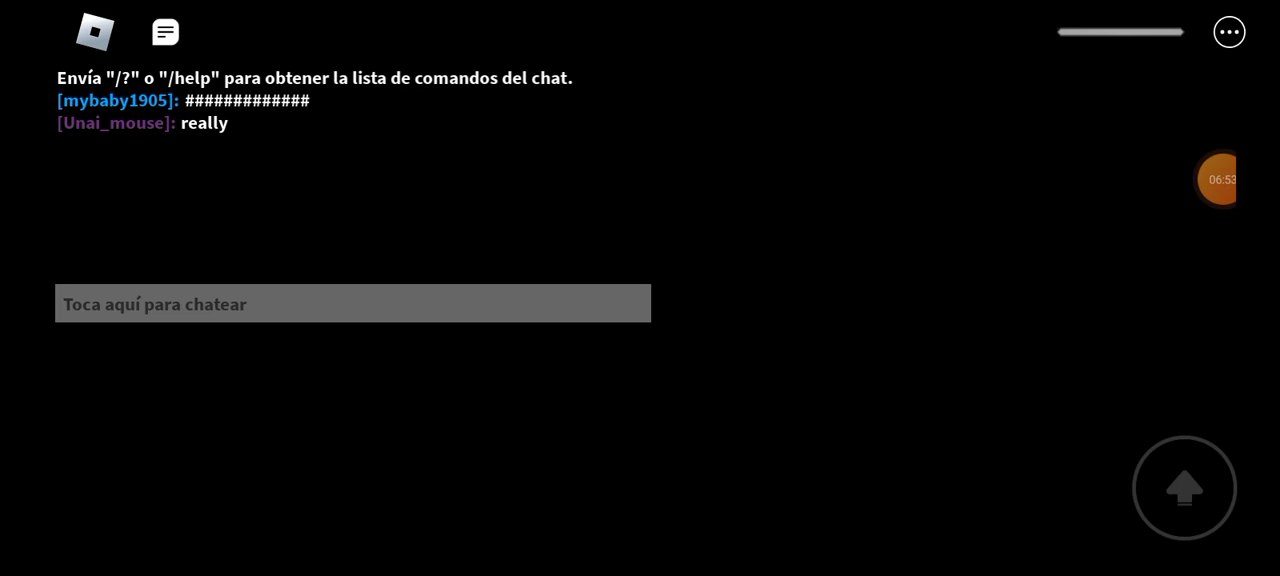 Envía "/?" o "/help" para obtener la lista de comandos del chat.
[mybaby1905]: #############
[Unai_mouse]: really
06:53
Toca aquí para chatear